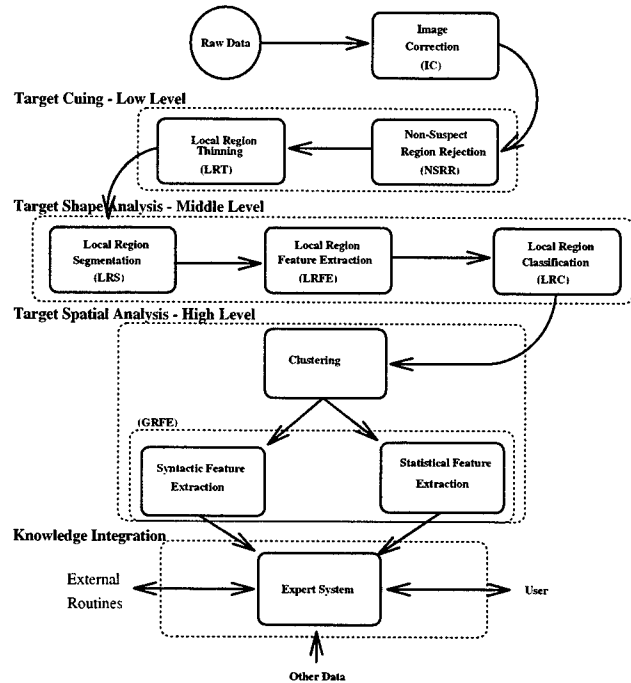 Raw Data
Image
Correction
(IC)
Target Cuing - Low Level
Local Region
Thinning
(LRT)
Non-Suspect
Region Rejection
(NSRR)
Target Shape Analysis - Middle Level
Local Region
Segmentation
(LRS)
Local Region
Feature Extraction
(LRFE)
Local Region
Classification
(LRC)
Target Spatial Analysis - High Level
Clustering
(GRFE)
Syntactic Feature
Extraction
Statistical Feature
Extraction
Knowledge Integration
External
Routines
Expert System
User
Other Data